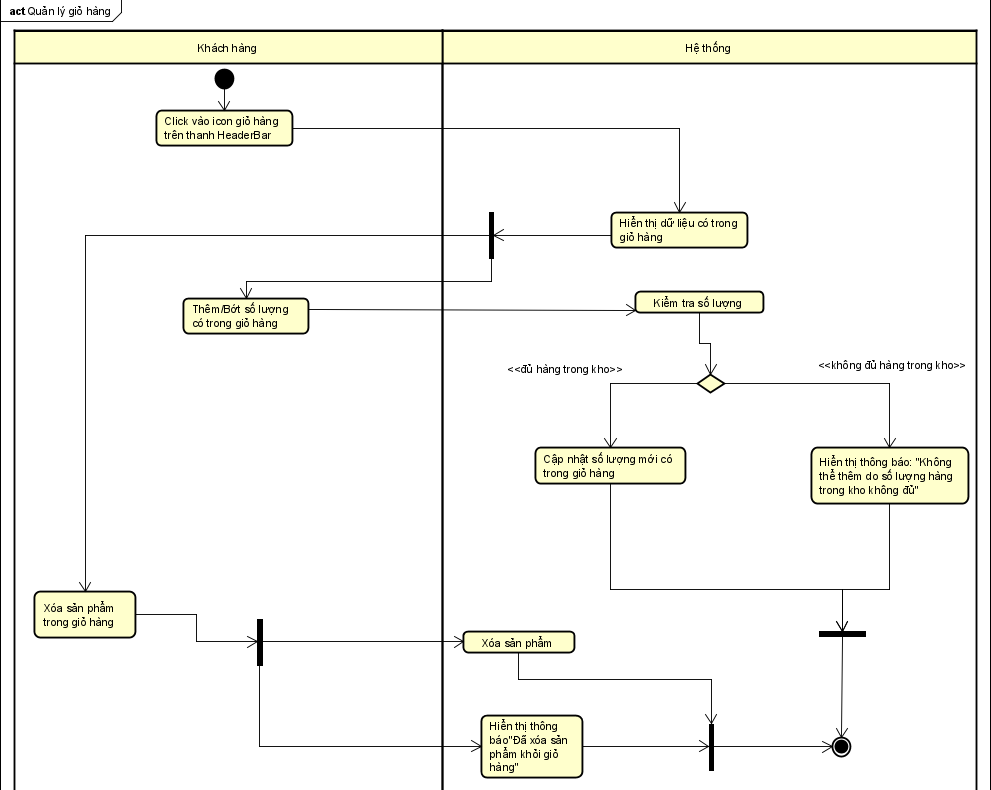 act Quản lý giỏ hàng
Khách hàng
Hệ thống
Click vào icon giỏ hàng
trên thanh HeaderBar
Hiển thị dữ liệu có trong
giỏ hàng
Thêm/Bớt số lượng
có trong giỏ hàng
Kiểm tra số lượng
<<đủ hàng trong kho>>
<<không đủ hàng trong kho>>
Cập nhật số lượng mới có
trong giỏ hàng
Hiển thị thông báo: "Không
thể thêm do số lượng hàng
trong kho không đủ"
Xóa sản phẩm
trong giỏ hàng
Xóa sản phẩm
Hiển thị thông
báo"Đã xóa sản
phẩm khỏi giỏ
hàng"